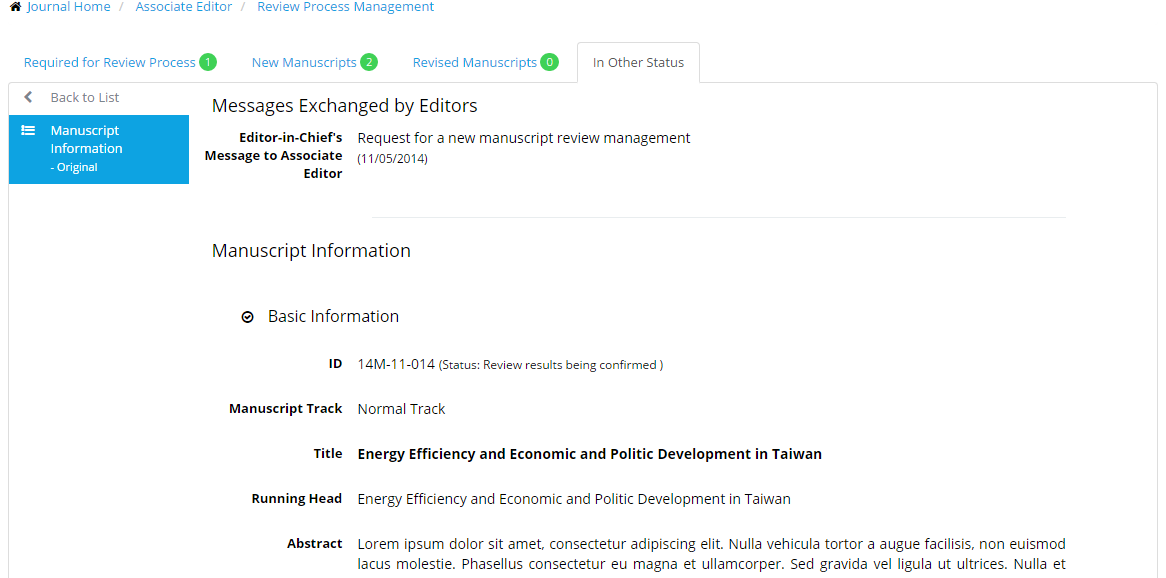 Journal Home / Associate Editor / Review Process Management
Required for Review Process 1 New Manuscripts 2 Revised Manuscripts 0 In Other Status
Back to List
Manuscript
Information
- Original
Messages Exchanged by Editors
Editor-in-Chief's
Message to Associate
Editor
Request for a new manuscript review management
(11/05/2014)
Manuscript Information
Basic Information
ID 14M-11-014 (Status: Review results being confirmed )
Manuscript Track Normal Track
Title Energy Efficiency and Economic and Politic Development in Taiwan
Running Head Energy Efficiency and Economic and Politic Development in Taiwan
Abstract Lorem ipsum dolor sit amet, consectetur adipiscing elit. Nulla vehicula tortor a augue facilisis, non euismod
lacus molestie. Phasellus consectetur eu magna et ullamcorper. Sed gravida vel ligula ut ultrices. Nulla et